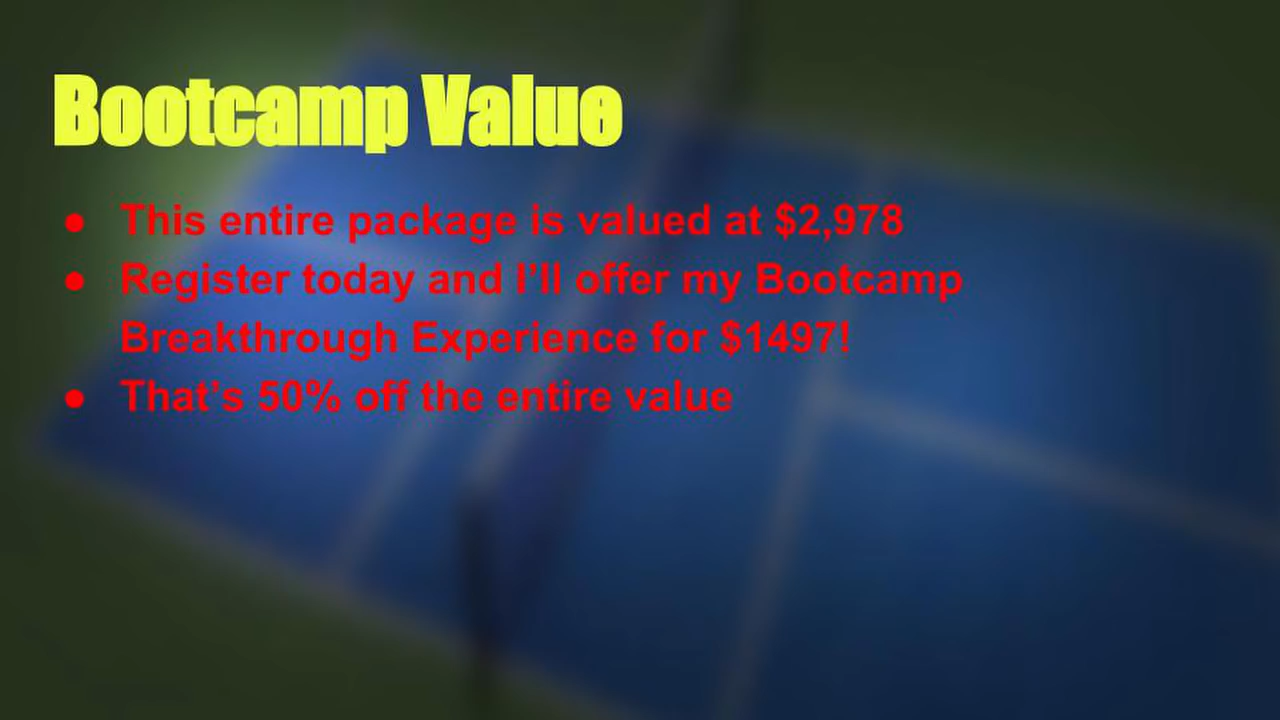 Bootcamp Value
● This entire package is valued at $2,978
● Register today and I’ll offer my Bootcamp
Breakthrough Experience for $1497!
● That’s 50% off the entire value